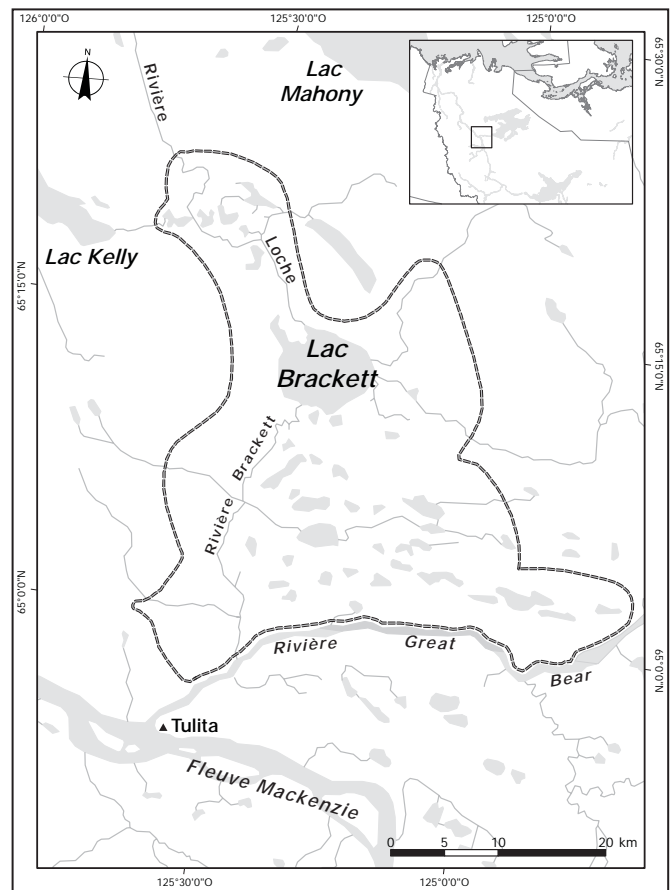 126°0'0"O
125°30'0"O
125°0'0"O
N
Rivière
Lac
Mahony
65°30'0"N
Lac Kelly
Loche
65°15'0"N
Lac
Brackett
65°15'0"N
Rivière Brackett
65°0'0"N
Rivière Great Bear
65°0'0"N
Tulita
Fleuve Mackenzie
0 5 10 20 km
125°30'0"O
125°0'0"O